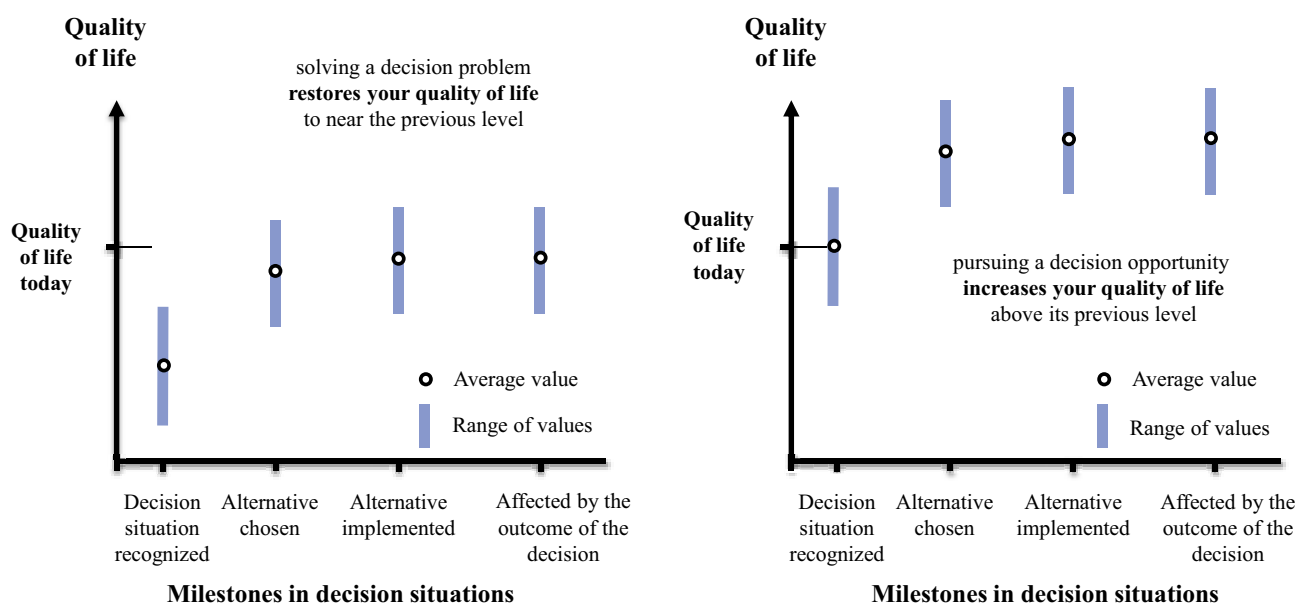 Quality
of life
solving a decision problem
restores your quality of life
to near the previous level
Quality
of life
today
Average value
Range of values
Decision
situation
recognized
Alternative
chosen
Alternative
implemented
Affected by the
outcome of the
decision
Milestones in decision situations
Quality
of life
Quality
of life
today
pursuing a decision opportunity
increases your quality of life
above its previous level
Average value
Range of values
Decision
situation
recognized
Alternative
chosen
Alternative
implemented
Affected by the
outcome of the
decision
Milestones in decision situations